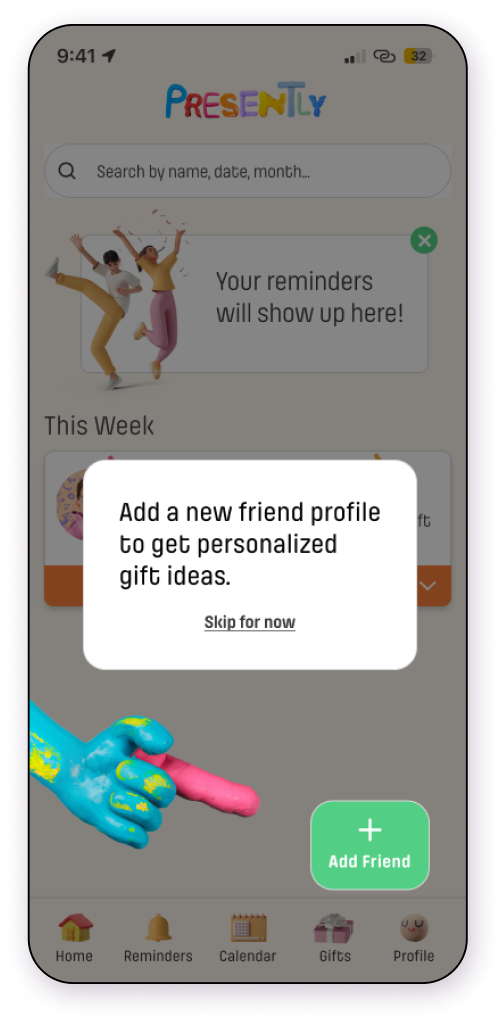 9:41
32
PRESENTLY
Search by name, date, month...
Your reminders
will show up here!
This Week
ft
Add a new friend profile
to get personalized
gift ideas.
Skip for now
Add Friend
Home Reminders Calendar Gifts Profile